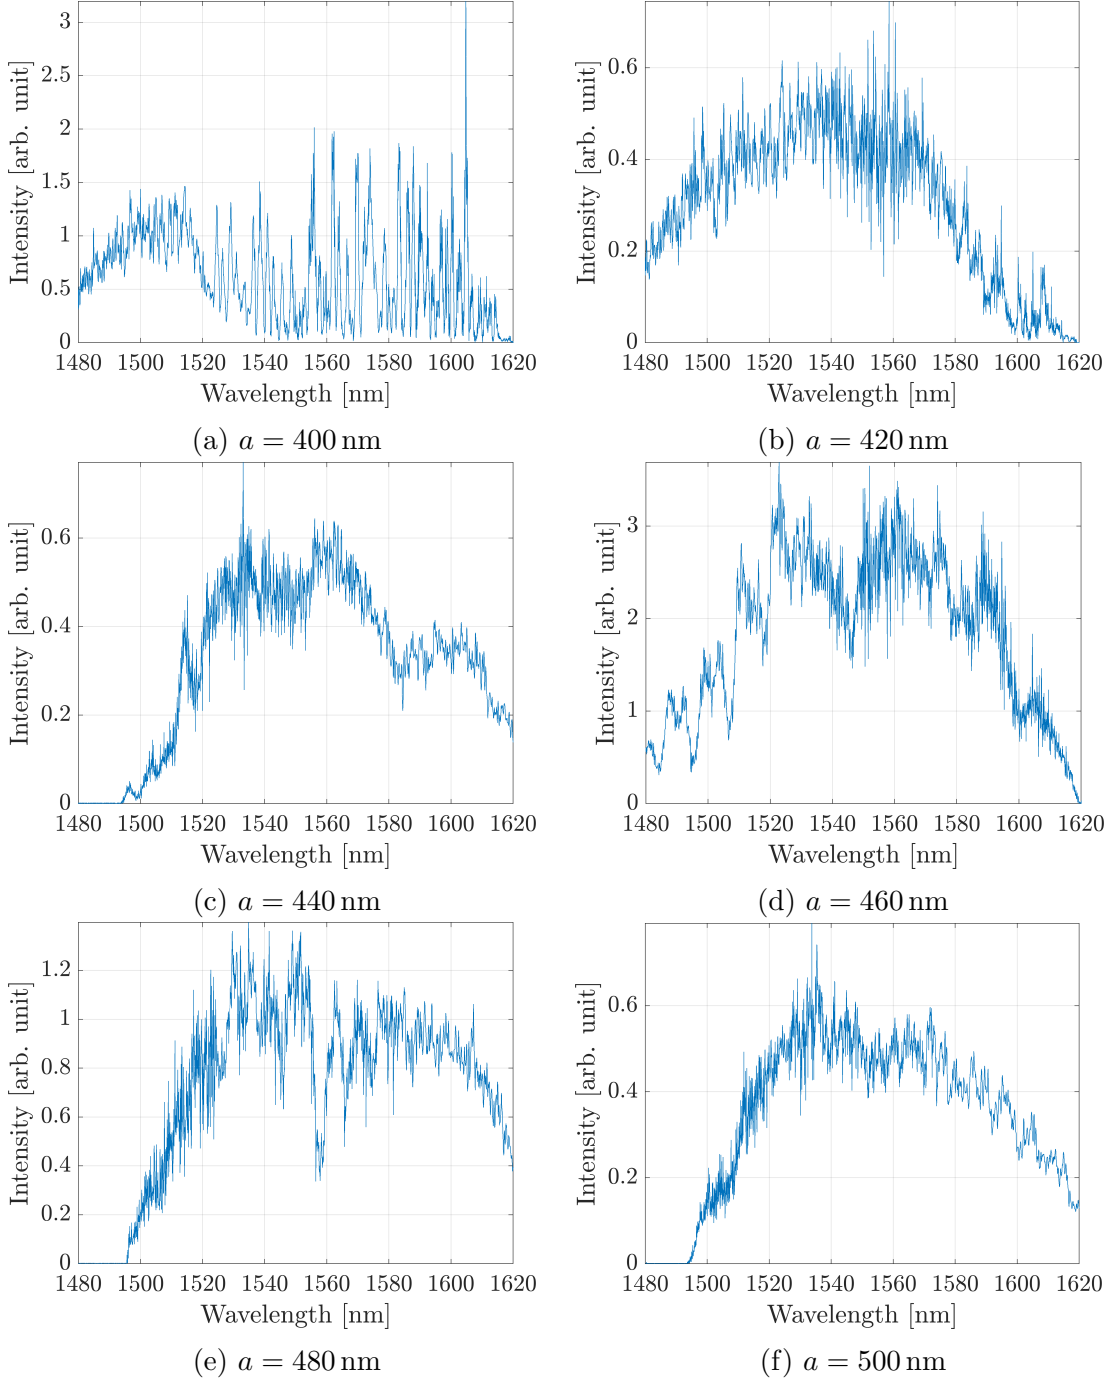 Intensity [arb. unit]
3
2.5
2
1.5
1
0.5
0
1480 1500 1520 1540 1560 1580 1600 1620
Wavelength [nm]
(a) a = 400 nm
Intensity [arb. unit]
0.6
0.4
0.2
0
1480 1500 1520 1540 1560 1580 1600 1620
Wavelength [nm]
(b) a = 420 nm
Intensity [arb. unit]
0.6
0.4
0.2
0
1480 1500 1520 1540 1560 1580 1600 1620
Wavelength [nm]
(c) a = 440 nm
Intensity [arb. unit]
3
2
1
0
1480 1500 1520 1540 1560 1580 1600 1620
Wavelength [nm]
(d) a = 460 nm
Intensity [arb. unit]
1.2
1
0.8
0.6
0.4
0.2
0
1480 1500 1520 1540 1560 1580 1600 1620
Wavelength [nm]
(e) a = 480 nm
Intensity [arb. unit]
0.6
0.4
0.2
0
1480 1500 1520 1540 1560 1580 1600 1620
Wavelength [nm]
(f) a = 500 nm